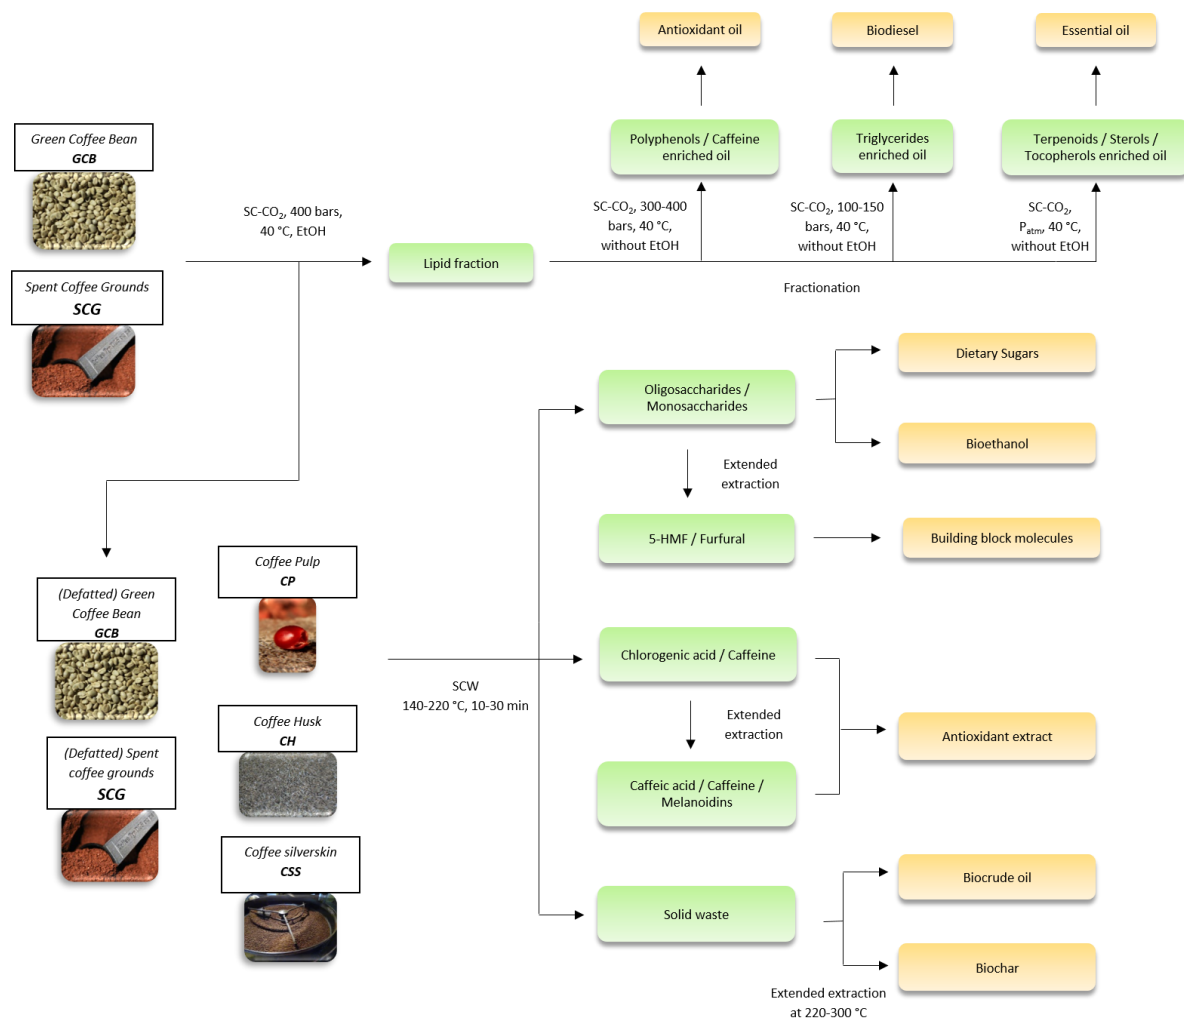 Antioxidant oil
Biodiesel
Essential oil
Green Coffee Bean
GCB
Polyphenols / Caffeine
enriched oil
Triglycerides
enriched oil
Terpenoids / Sterols /
Tocopherols enriched oil
SC-CO₂, 400 bars,
40 °C, EtOH
SC-CO₂, 300-400
bars, 40 °C,
without EtOH
SC-CO₂, 100-150
bars, 40 °C,
without EtOH
SC-CO₂,
Pₐₜₘ, 40 °C,
without EtOH
Lipid fraction
Fractionation
Spent Coffee Grounds
SCG
Dietary Sugars
Oligosaccharides /
Monosaccharides
Bioethanol
Extended
extraction
5-HMF / Furfural
Building block molecules
Coffee Pulp
CP
(Defatted) Green
Coffee Bean
GCB
Chlorogenic acid / Caffeine
SCW
140-220 °C, 10-30 min
Coffee Husk
CH
Extended
extraction
Antioxidant extract
(Defatted) Spent
coffee grounds
SCG
Caffeic acid / Caffeine /
Melanoidins
Coffee silverskin
CSS
Biocrude oil
Solid waste
Biochar
Extended extraction
at 220-300 °C